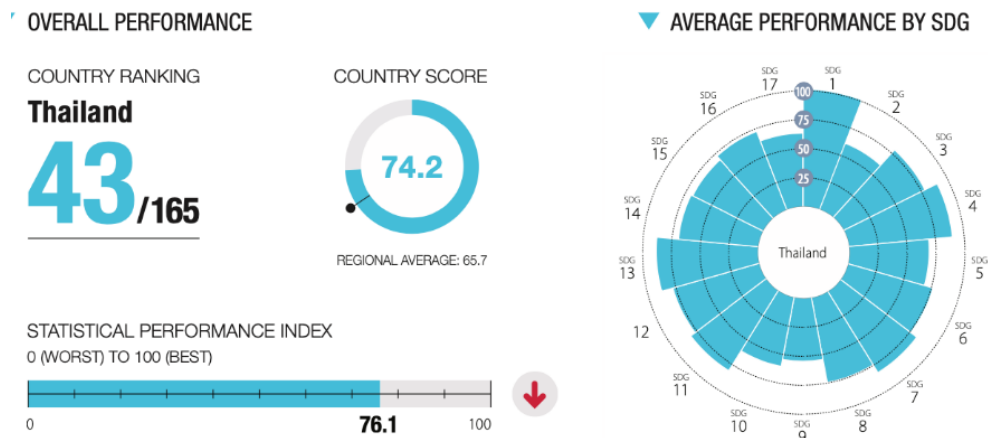 OVERALL PERFORMANCE
COUNTRY RANKING
Thailand
43/165
COUNTRY SCORE
74.2
REGIONAL AVERAGE: 65.7
STATISTICAL PERFORMANCE INDEX
0 (WORST) TO 100 (BEST)
0
76.1
100
AVERAGE PERFORMANCE BY SDG
100
75
50
25
Thailand
SDG
1
SDG
2
SDG
3
SDG
4
SDG
5
SDG
6
SDG
7
SDG
8
SDG
9
SDG
10
SDG
11
12
SDG
13
SDG
14
SDG
15
SDG
16
SDG
17